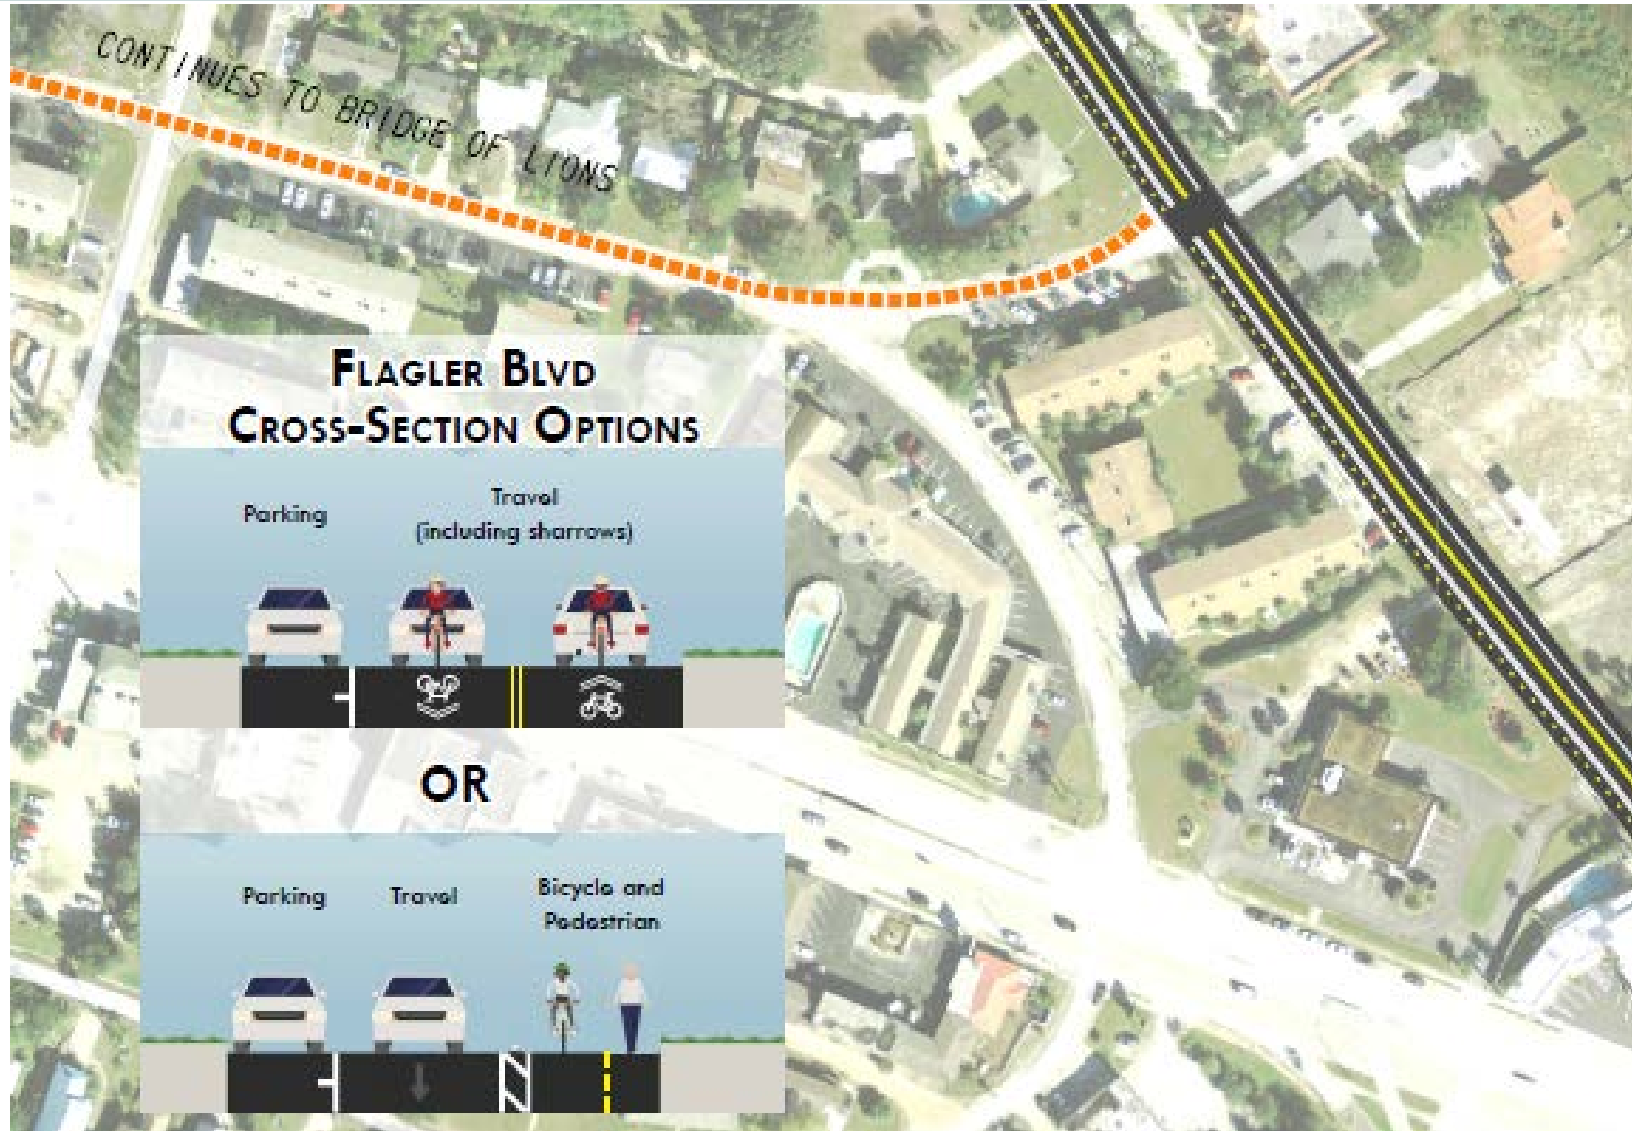 CONTINUES TO BRIDGE OF LIONS
FLAGLER BLVD
CROSS-SECTION OPTIONS
Parking
Travel
(including sharrows)
OR
Parking
Travel
Bicycle and
Pedestrian